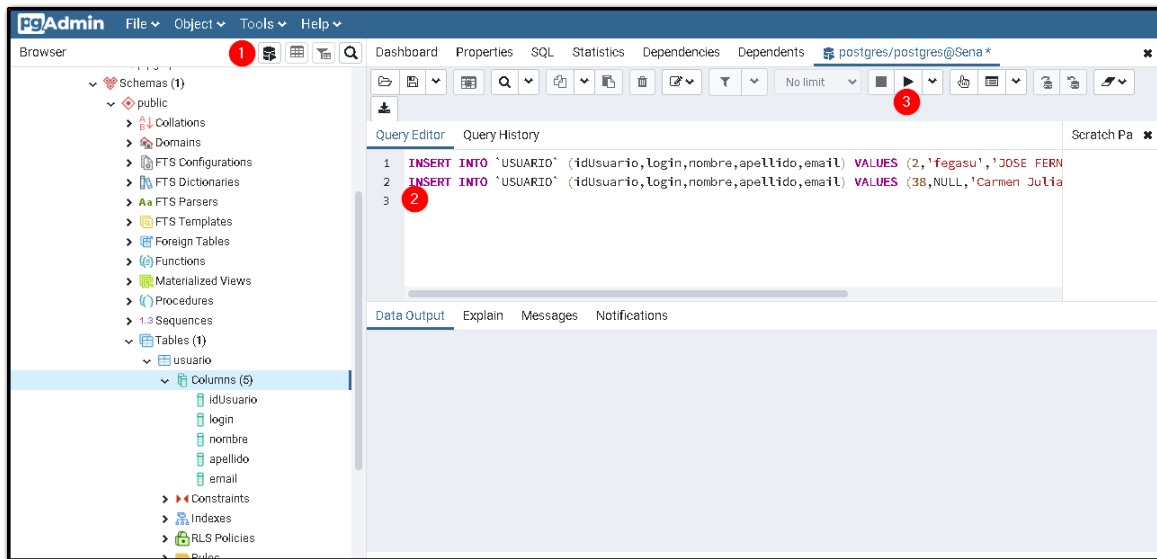 pgAdmin File Object Tools Help
Browser
1
Dashboard Properties SQL Statistics Dependencies Dependents postgres/postgres@Sena *
No limit
3
Query Editor Query History
Scratch Pa
1 INSERT INTO `USUARIO` (idUsuario,login,nombre,apellido,email) VALUES (2,'fegasu','JOSE FERN
2 INSERT INTO `USUARIO` (idUsuario,login,nombre,apellido,email) VALUES (38,NULL,'Carmen Julia
3
2
Data Output Explain Messages Notifications
Schemas (1)
public
Collations
Domains
FTS Configurations
FTS Dictionaries
Aa FTS Parsers
FTS Templates
Foreign Tables
Functions
Materialized Views
Procedures
1..3 Sequences
Tables (1)
usuario
Columns (5)
idUsuario
login
nombre
apellido
email
Constraints
Indexes
RLS Policies
Rules